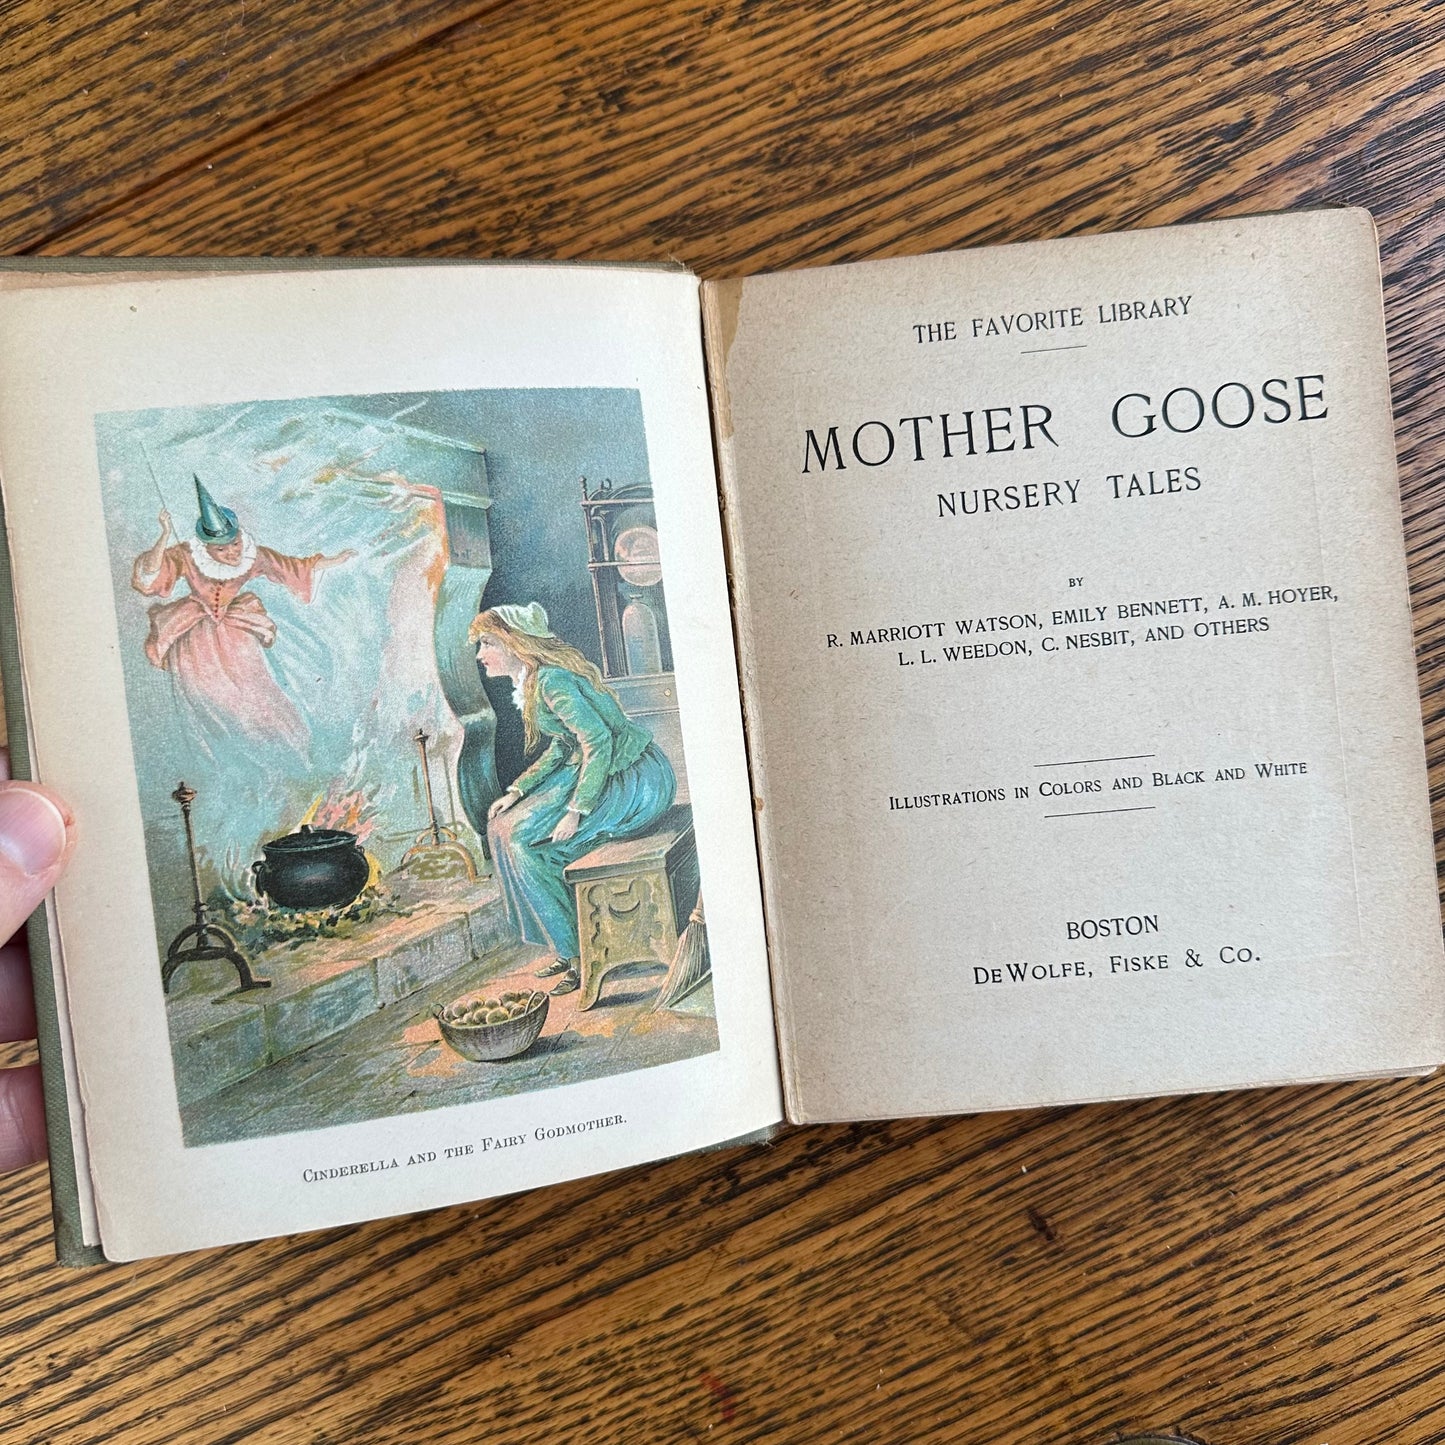 CINDERELLA AND THE FAIRY GODMOTHER.
THE FAVORITE LIBRARY
MOTHER GOOSE
NURSERY TALES
BY
R. MARRIOTT WATSON, EMILY BENNETT, A. M. HOYER,
L. L. WEEDON, C. NESBIT, AND OTHERS
ILLUSTRATIONS IN COLORS AND BLACK AND WHITE
BOSTON
DEWOLFE, FISKE & CO.